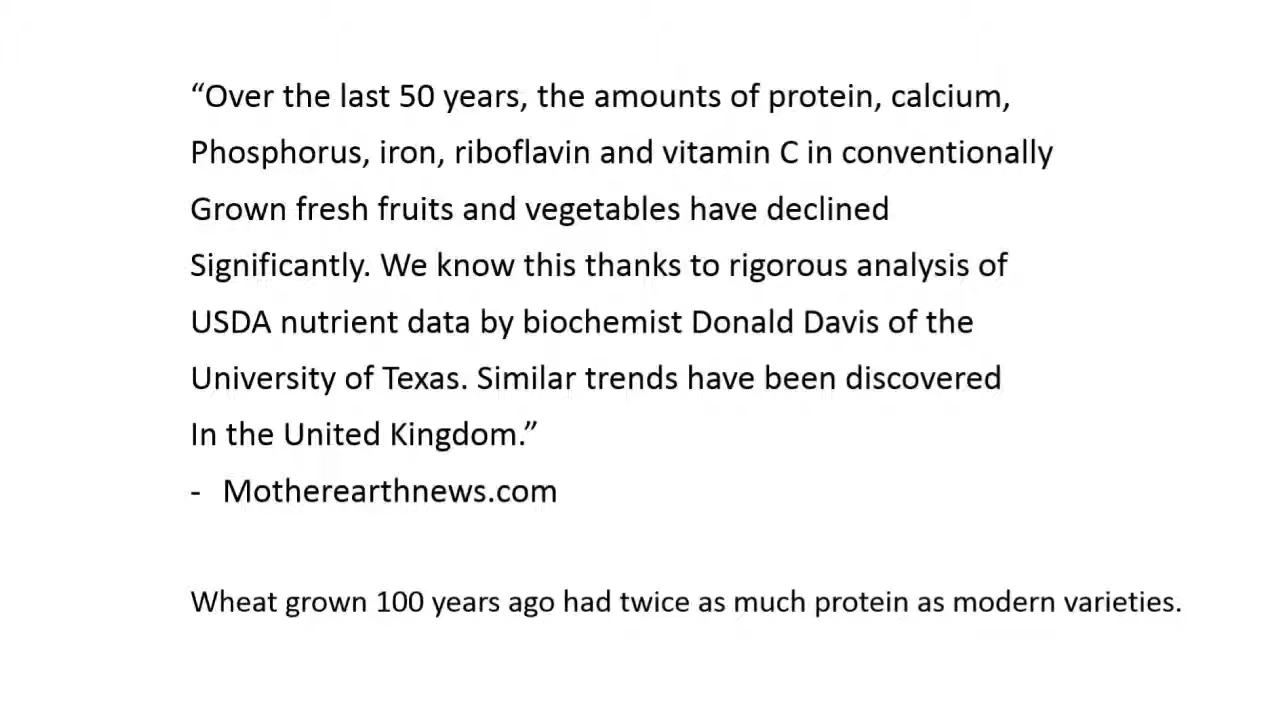 “Over the last 50 years, the amounts of protein, calcium,
Phosphorus, iron, riboflavin and vitamin C in conventionally
Grown fresh fruits and vegetables have declined
Significantly. We know this thanks to rigorous analysis of
USDA nutrient data by biochemist Donald Davis of the
University of Texas. Similar trends have been discovered
In the United Kingdom.”
- Motherearthnews.com
Wheat grown 100 years ago had twice as much protein as modern varieties.